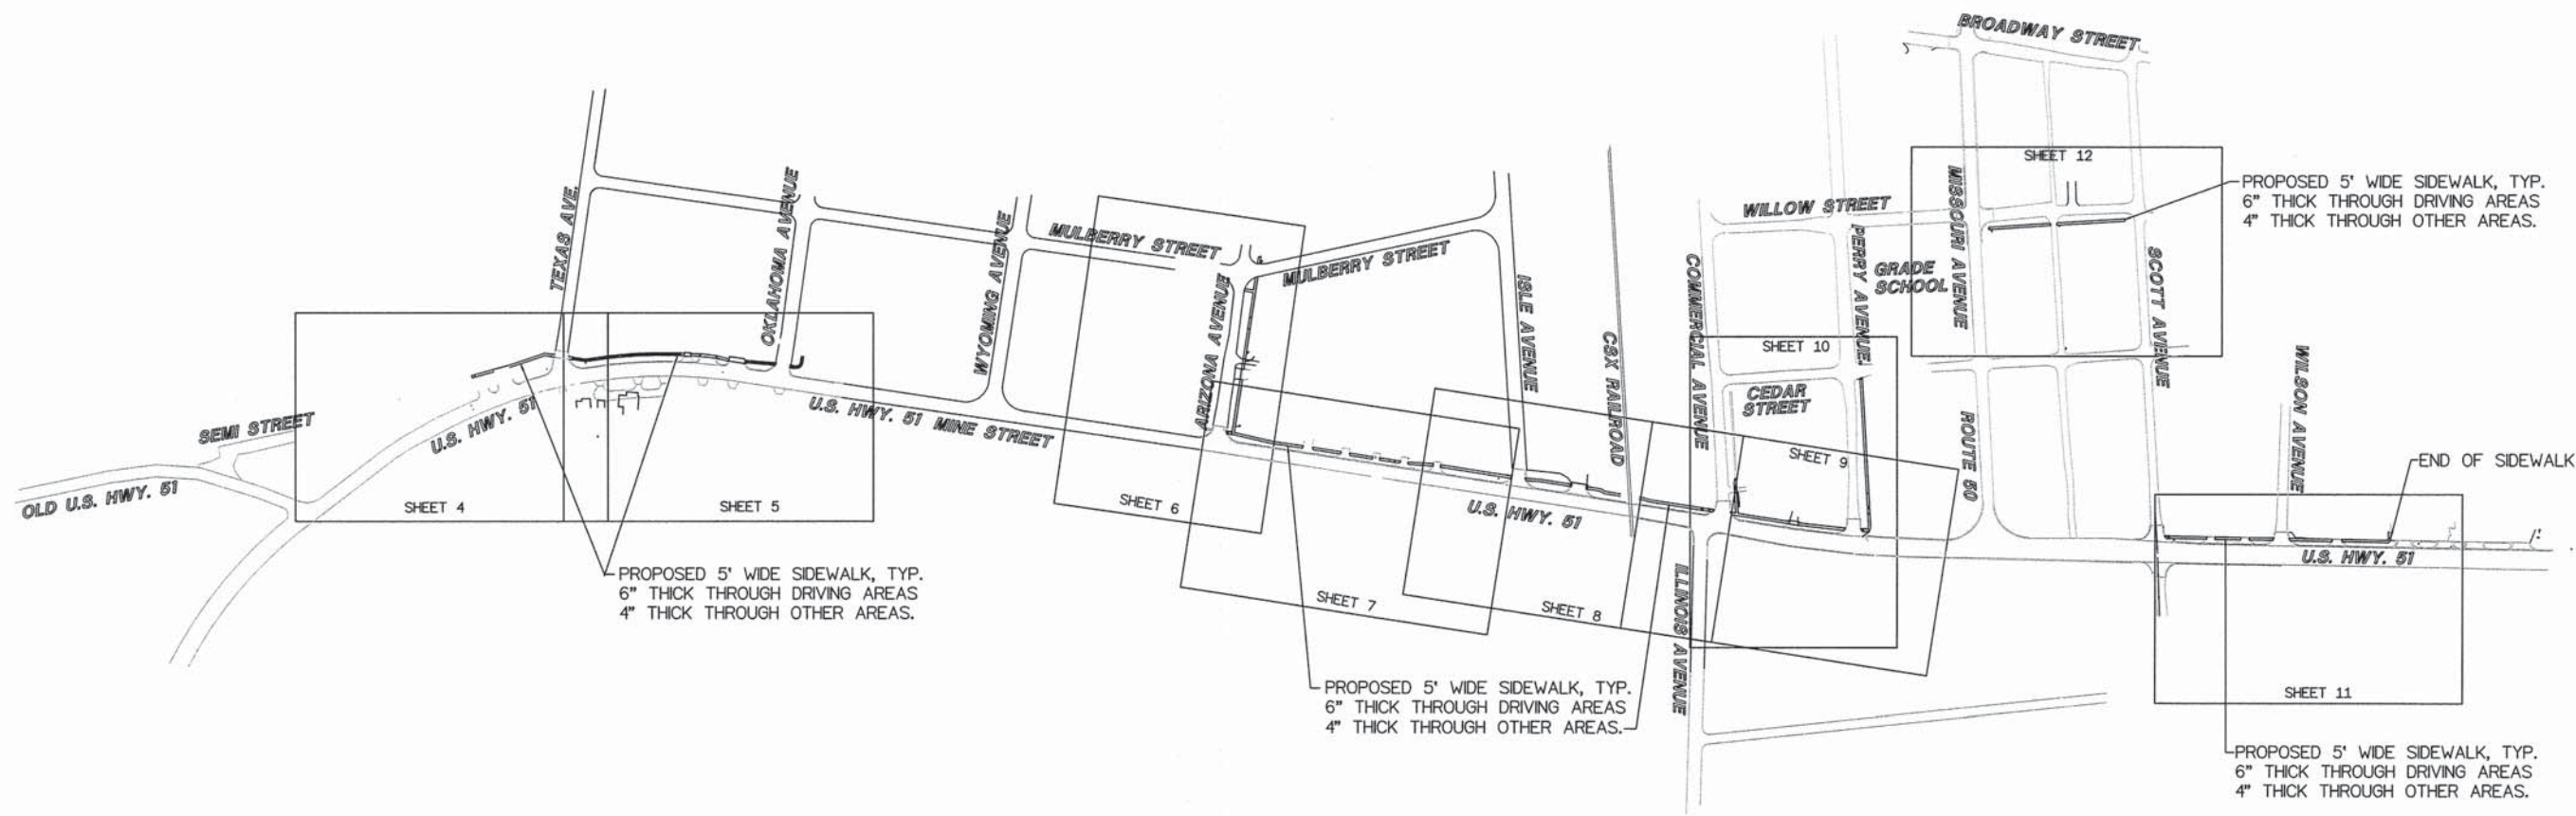 BROADWAY STREET
SHEET 12
PROPOSED 5' WIDE SIDEWALK, TYP.
6" THICK THROUGH DRIVING AREAS
4" THICK THROUGH OTHER AREAS.
TEXAS AVE.
OKLAHOMA AVENUE
WYOMING AVENUE
MULBERRY STREET
ARIZONA AVENUE
MULBERRY STREET
ISLE AVENUE
CSX RAILROAD
COMMERCIAL AVENUE
WILLOW STREET
PERRY AVENUE
GRADE
SCHOOL
MISSOURI AVENUE
SCOTT AVENUE
WILSON AVENUE
SHEET 10
CEDAR
STREET
ROUTE 50
SHEET 9
END OF SIDEWALK
SEMI STREET
U.S. HWY. 51
U.S. HWY. 51 MINE STREET
OLD U.S. HWY. 51
SHEET 4
SHEET 5
SHEET 6
U.S. HWY. 51
U.S. HWY. 51
PROPOSED 5' WIDE SIDEWALK, TYP.
6" THICK THROUGH DRIVING AREAS
4" THICK THROUGH OTHER AREAS.
SHEET 7
SHEET 8
ILLINOIS AVENUE
PROPOSED 5' WIDE SIDEWALK, TYP.
6" THICK THROUGH DRIVING AREAS
4" THICK THROUGH OTHER AREAS.
SHEET 11
PROPOSED 5' WIDE SIDEWALK, TYP.
6" THICK THROUGH DRIVING AREAS
4" THICK THROUGH OTHER AREAS.